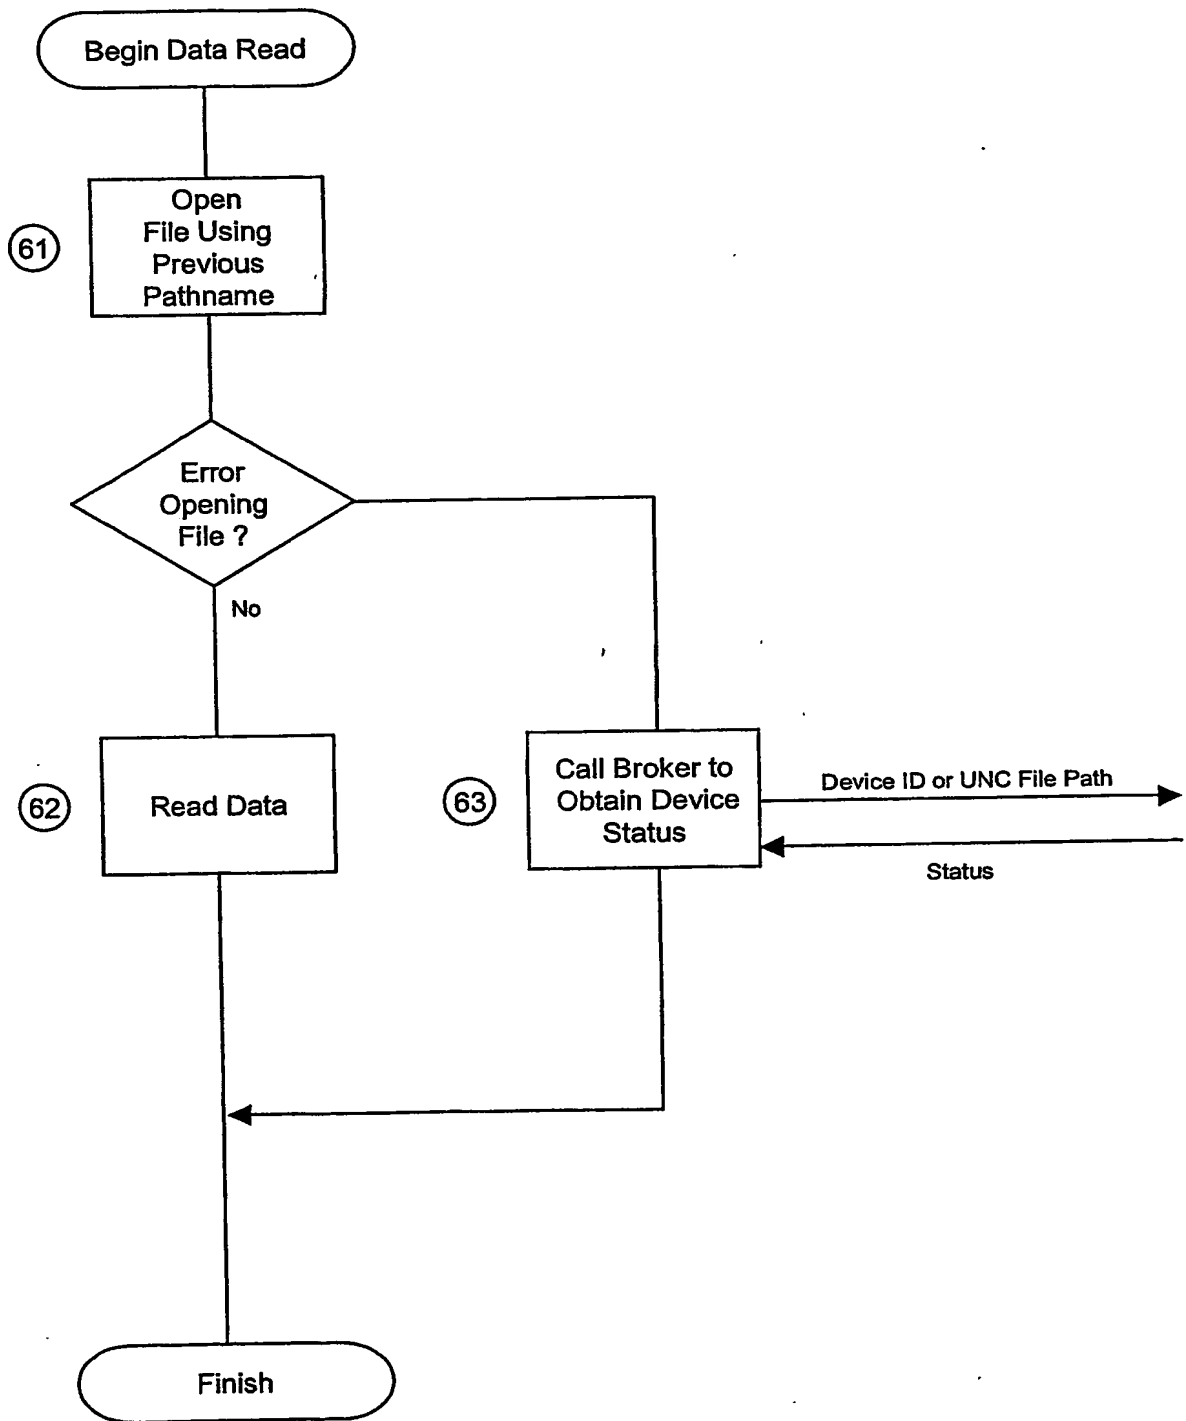 Begin Data Read
Open
File Using
Previous
Pathname
61
Error
Opening
File ?
No
62
Read Data
63
Call Broker to
Obtain Device
Status
Device ID or UNC File Path
Status
Finish